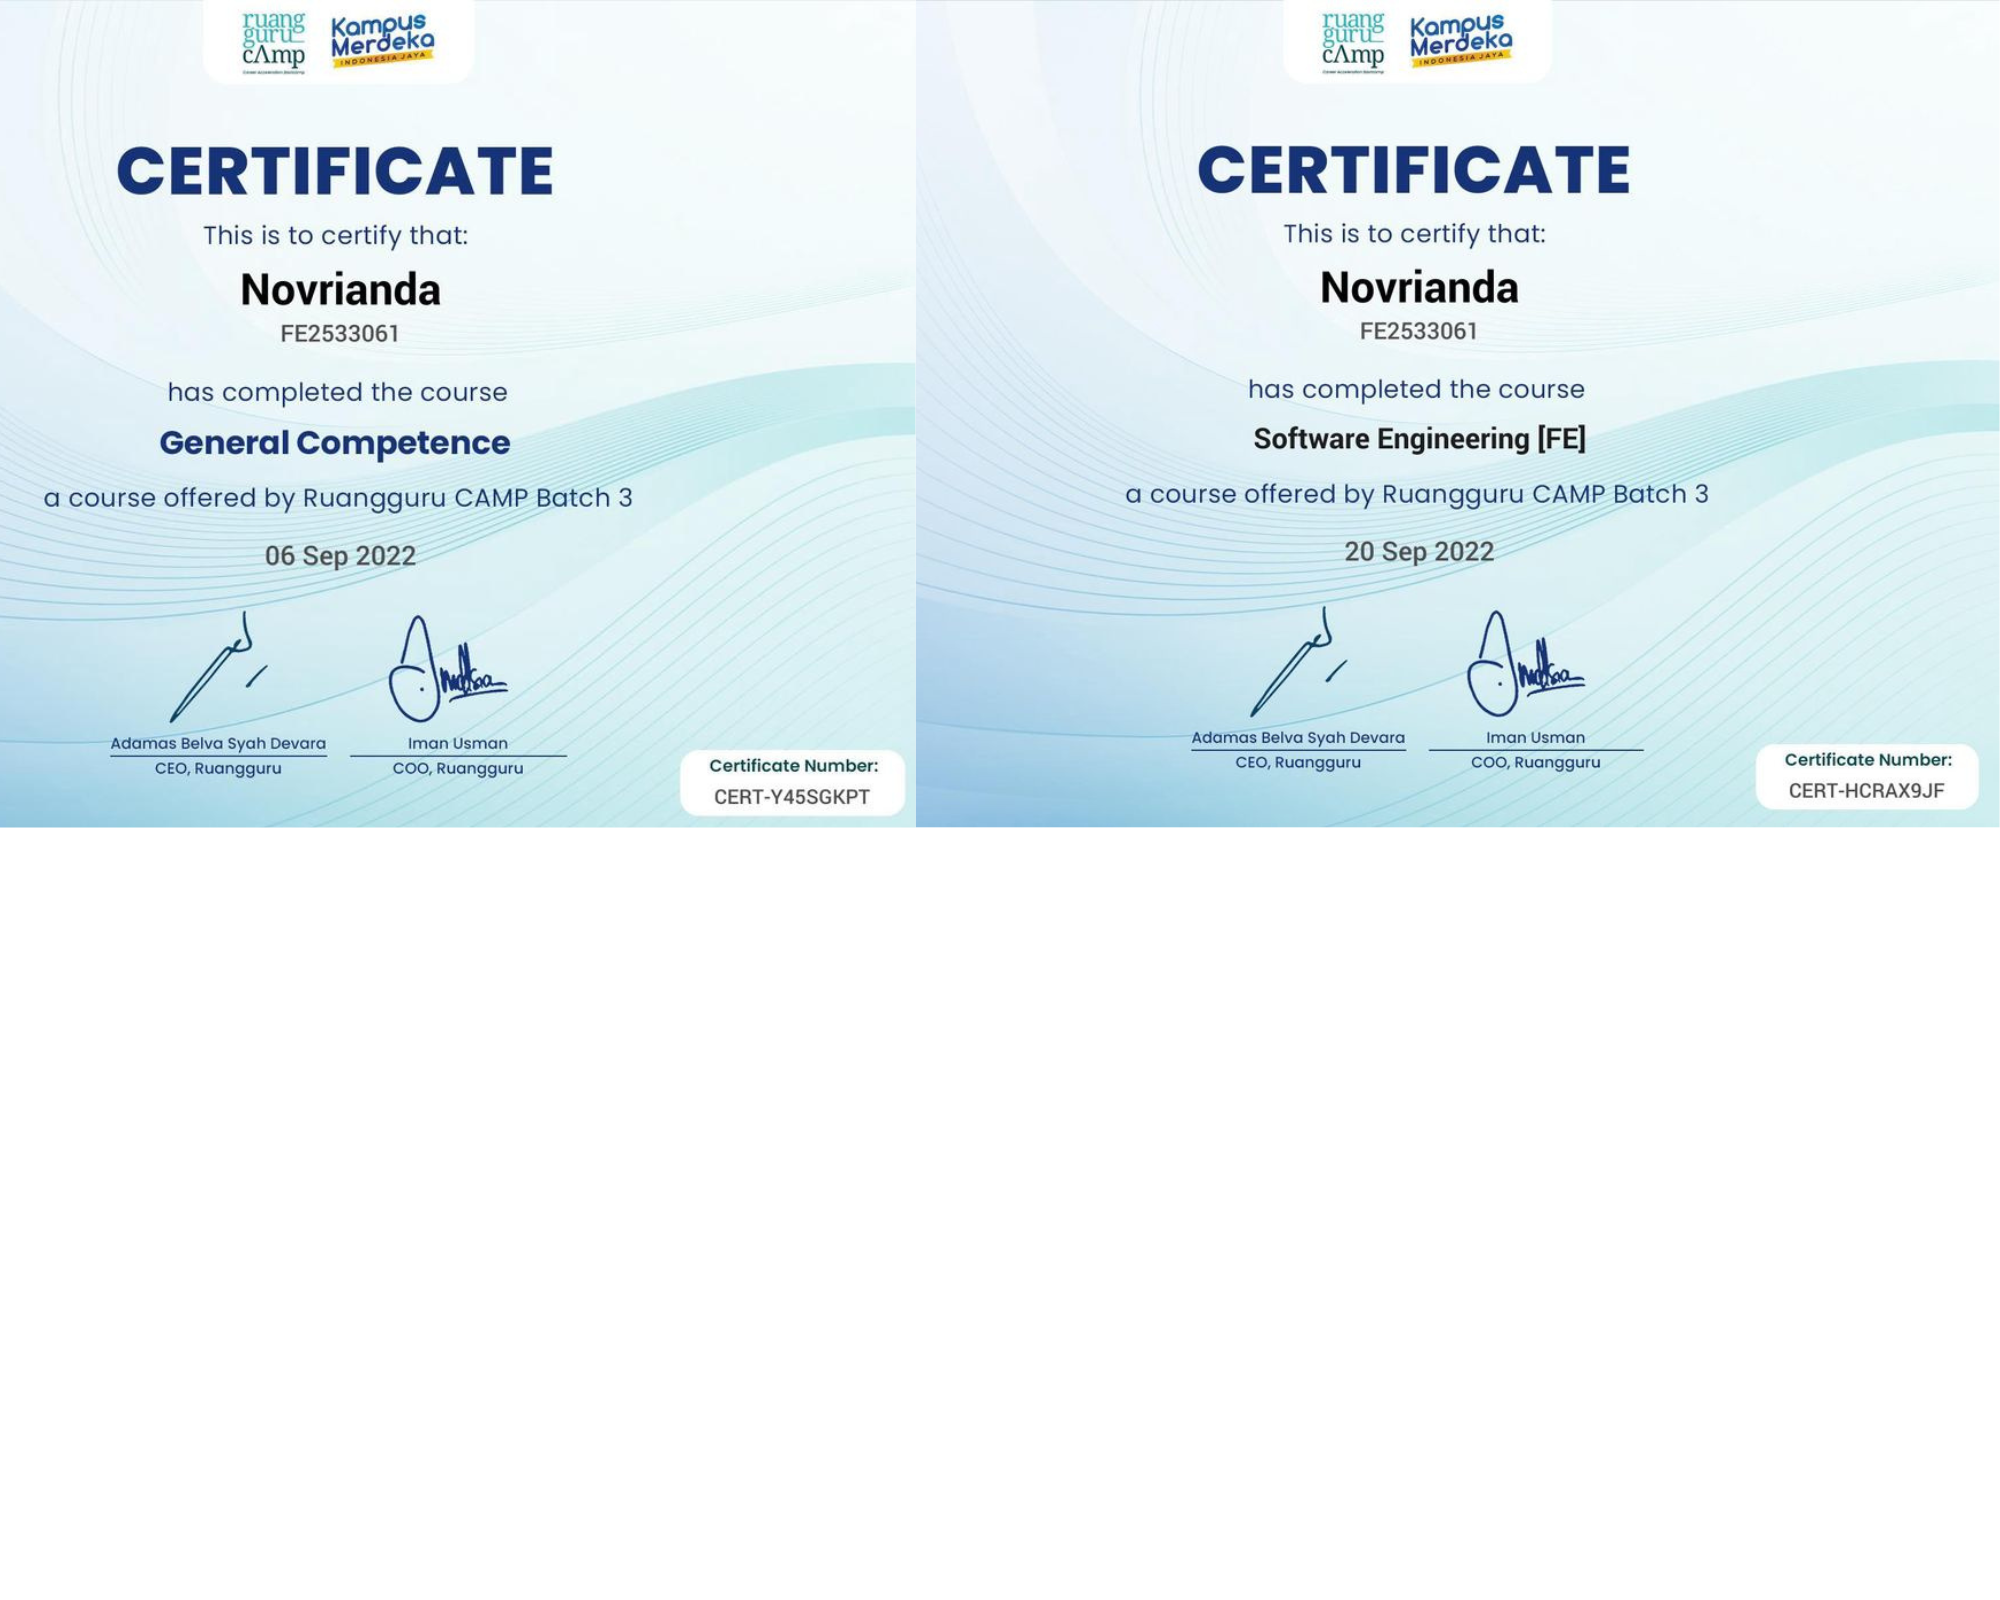 ruang
guru
cAmp
Career Acceleration Bootcamp
Kampus
Merdeka
INDONESIA JAYA
CERTIFICATE
This is to certify that:
Novrianda
FE2533061
has completed the course
General Competence
a course offered by Ruangguru CAMP Batch 3
06 Sep 2022
Adamas Belva Syah Devara
CEO, Ruangguru
Iman Usman
COO, Ruangguru
Certificate Number:
CERT-Y45SGKPT
ruang
guru
cAmp
Career Acceleration Bootcamp
Kampus
Merdeka
INDONESIA JAYA
CERTIFICATE
This is to certify that:
Novrianda
FE2533061
has completed the course
Software Engineering [FE]
a course offered by Ruangguru CAMP Batch 3
20 Sep 2022
Adamas Belva Syah Devara
CEO, Ruangguru
Iman Usman
COO, Ruangguru
Certificate Number:
CERT-HCRAX9JF